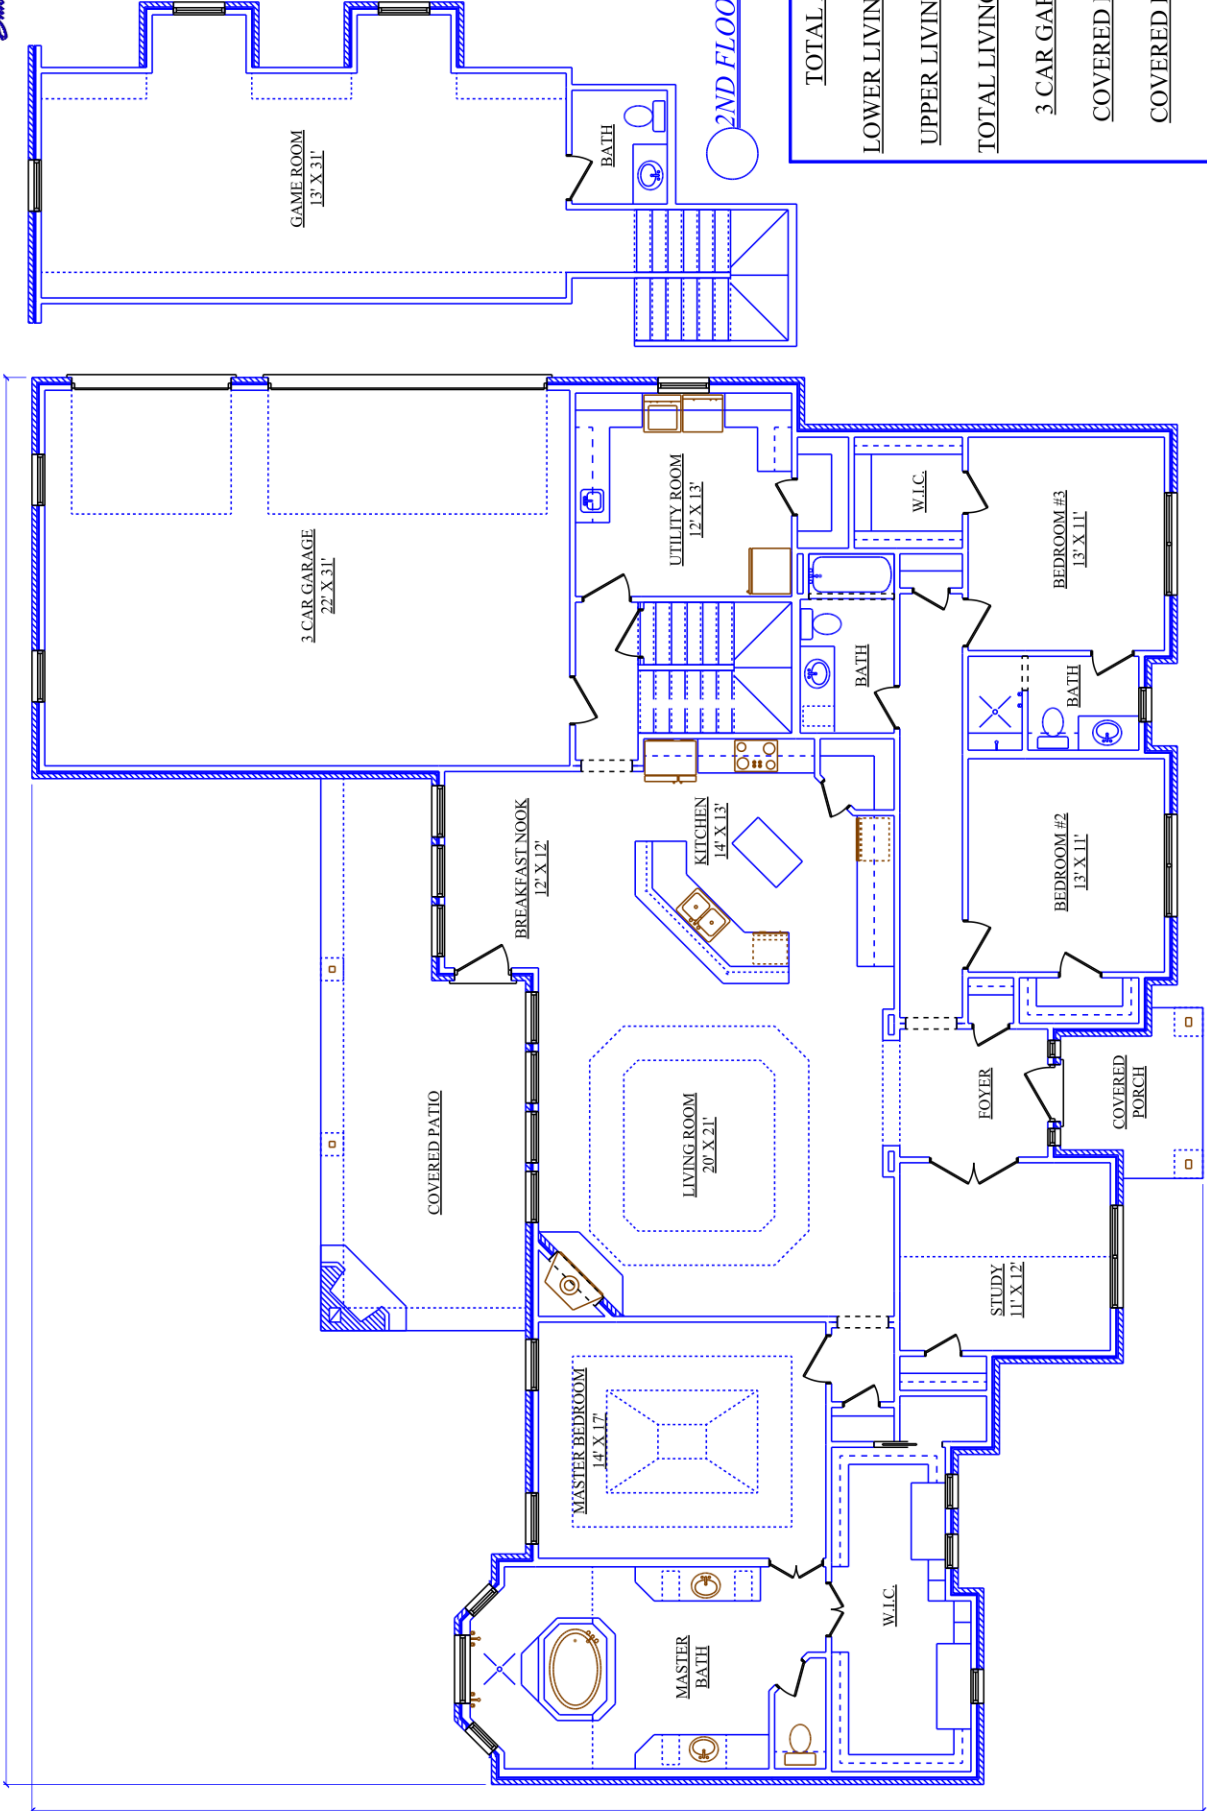 GAME ROOM
13' X 31'
BATH
2ND FLOO
TOTAL
LOWER LIVIN
UPPER LIVIN
TOTAL LIVING
3 CAR GAR
COVERED
COVERED
3 CAR GARAGE
22' X 31'
UTILITY ROOM
12' X 13'
W.I.C.
BEDROOM #3
13' X 11'
BATH
BATH
BREAKFAST NOOK
12' X 12'
KITCHEN
14' X 13'
BEDROOM #2
13' X 11'
COVERED PATIO
LIVING ROOM
20' X 21'
FOYER
COVERED
PORCH
STUDY
11' X 12'
MASTER BEDROOM
14' X 17'
MASTER
BATH
W.I.C.